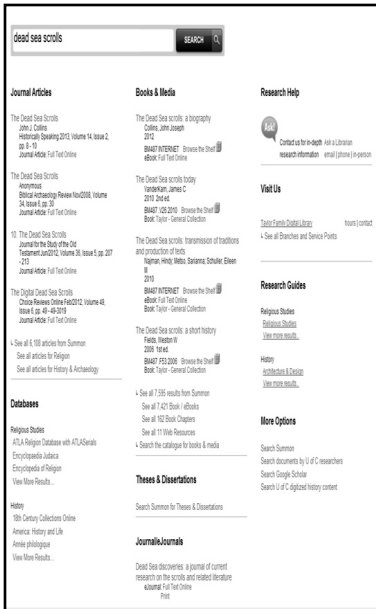 dead sea scrolls
SEARCH
Journal Articles
The Dead Sea Scrolls
John J. Collins
Historically Speaking 2013, Volume 14, Issue 2,
pp. 8 - 10
Journal Article: Full Text Online
The Dead Sea Scrolls
Anonymous
Biblical Archaeology Review Nov/2008, Volume
34, Issue 6, pp. 30
Journal Article: Full Text Online
10. The Dead Sea Scrolls
Journal for the Study of the Old
Testament Jun/2012, Volume 36, Issue 5, pp. 207
- 213
Journal Article: Full Text Online
The Digital Dead Sea Scrolls
Choice Reviews Online Feb/2012, Volume 49,
Issue 6, pp. 49 - 49-3019
Journal Article: Full Text Online
See all 6,108 articles from Summon
See all articles for Religion
See all articles for History & Archaeology
Databases
Religious Studies
ATLA Religion Database with ATLASerials
Encyclopaedia Judaica
Encyclopedia of Religion
View More Results...
History
18th Century Collections Online
America: History and Life
Année philologique
View More Results...
Books & Media
The Dead Sea scrolls: a biography
Collins, John Joseph
2012
BM487 INTERNET Browse the Shelf
eBook: Full Text Online
The Dead Sea scrolls today
VanderKam, James C
2010 2nd ed.
BM487 .V26 2010 Browse the Shelf
Book: Taylor - General Collection
The Dead Sea scrolls: transmission of traditions
and production of texts
Najman, Hindy; Metso, Sarianna; Schuller, Eileen
M
2010
BM487 INTERNET Browse the Shelf
eBook: Full Text Online
Book: Taylor - General Collection
The Dead Sea scrolls: a short history
Fields, Weston W
2006 1st ed.
BM487 .F53 2006 Browse the Shelf
Book: Taylor - General Collection
See all 7,595 results from Summon
See all 7,421 Book / eBooks
See all 162 Book Chapters
See all 11 Web Resources
Search the catalogue for books & media
Theses & Dissertations
Search Summon for Theses & Dissertations
Journal/eJournals
Dead Sea discoveries: a journal of current
research on the scrolls and related literature
eJournal: Full Text Online
Print
Research Help
Ask!
Contact us for in-depth Ask a Librarian
research information email | phone | in-person
Visit Us
Taylor Family Digital Library hours | contact
See all Branches and Service Points
Research Guides
Religious Studies
Religious Studies
View more results...
History
Architecture & Design
View more results...
More Options
Search Summon
Search documents by U of C researchers
Search Google Scholar
Search U of C digitized history content